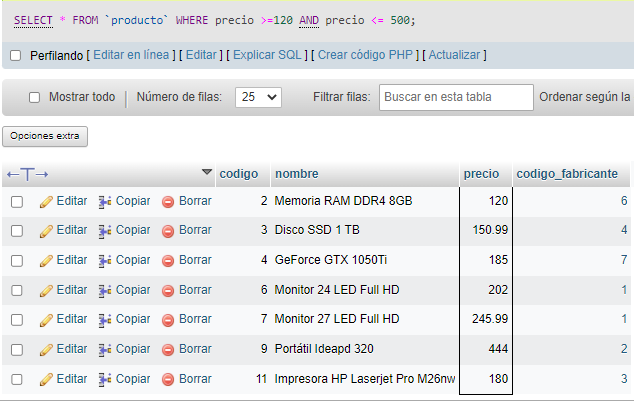 SELECT * FROM `producto` WHERE precio >=120 AND precio <= 500;
Perfilando [ Editar en línea ] [ Editar ] [ Explicar SQL ] [ Crear código PHP ] [ Actualizar ]
Mostrar todo | Número de filas: 25 Filtrar filas: Buscar en esta tabla Ordenar según la
Opciones extra
←T→ codigo nombre precio codigo_fabricante
Editar Copiar Borrar 2 Memoria RAM DDR4 8GB 120 6
Editar Copiar Borrar 3 Disco SSD 1 TB 150.99 4
Editar Copiar Borrar 4 GeForce GTX 1050Ti 185 7
Editar Copiar Borrar 6 Monitor 24 LED Full HD 202 1
Editar Copiar Borrar 7 Monitor 27 LED Full HD 245.99 1
Editar Copiar Borrar 9 Portátil Ideapd 320 444 2
Editar Copiar Borrar 11 Impresora HP Laserjet Pro M26nw 180 3